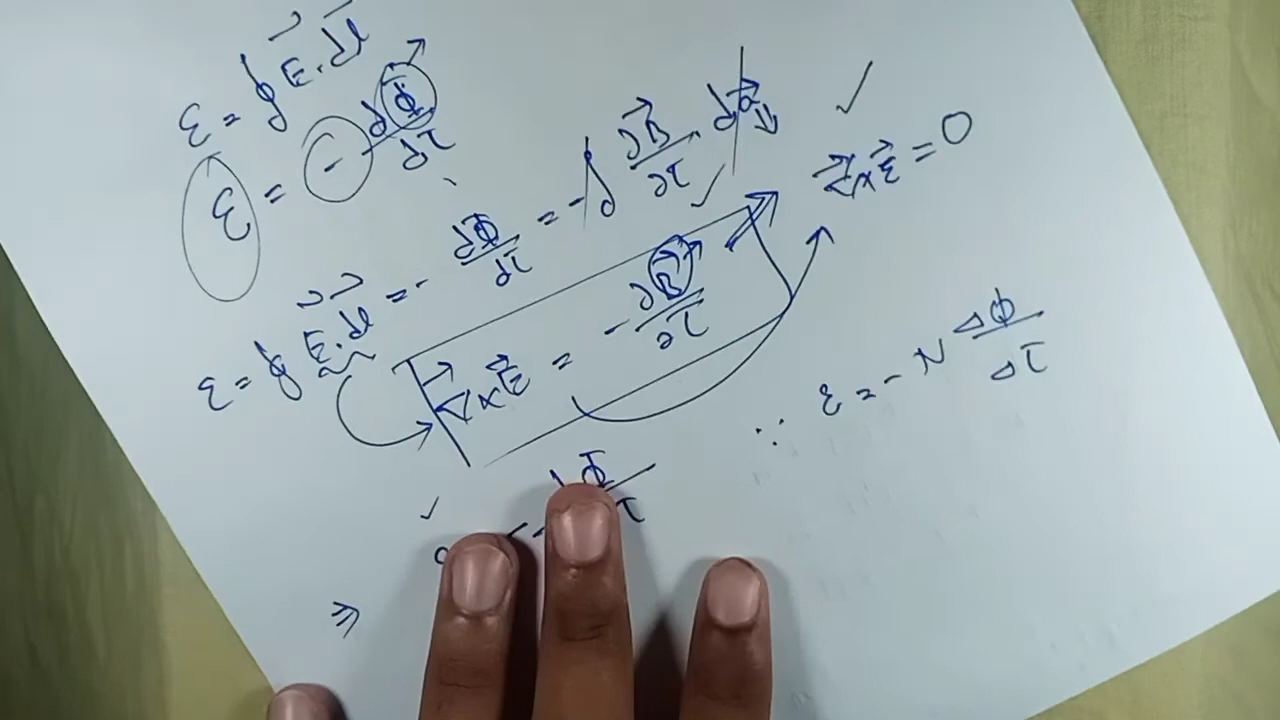 ε = ∮ E⃗ . dl⃗
ε = - dΦ/dt
ε = ∮ E⃗ . dl⃗ = - dΦ/dt = - ∫ ∂B⃗/∂t . da⃗
∇⃗ x E⃗ = 0
∇⃗ x E⃗ = - ∂B⃗/∂t
∵ ε = - N ΔΦ/Δt
⇒